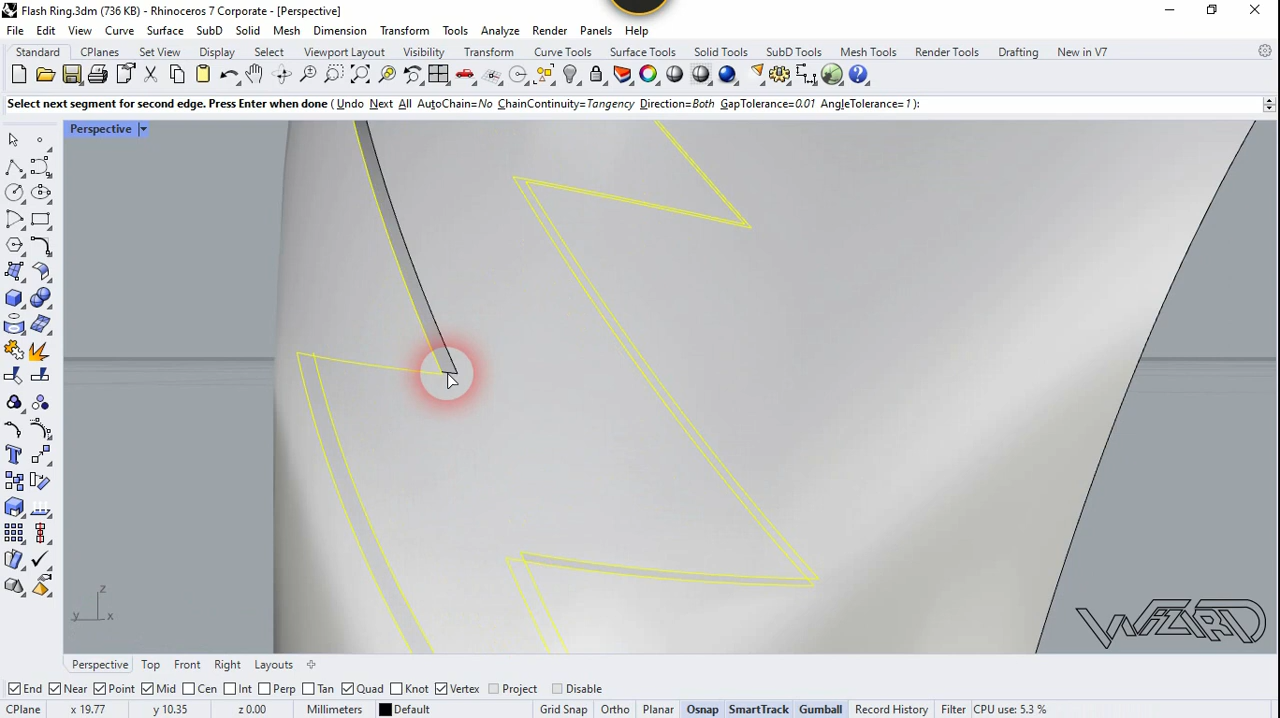 Flash Ring.3dm (736 KB) - Rhinoceros 7 Corporate - [Perspective]
File Edit View Curve Surface SubD Solid Mesh Dimension Transform Tools Analyze Render Panels Help
Standard CPlanes Set View Display Select Viewport Layout Visibility Transform Curve Tools Surface Tools Solid Tools SubD Tools Mesh Tools Render Tools Drafting New in V7
Select next segment for second edge. Press Enter when done ( Undo Next All AutoChain=No ChainContinuity=Tangency Direction=Both GapTolerance=0.01 AngleTolerance=1 ):
Perspective
z
y x
WIZARD
Perspective Top Front Right Layouts
End Near Point Mid Cen Int Perp Tan Quad Knot Vertex Project Disable
CPlane x 19.77 y 10.35 z 0.00 Millimeters Default Grid Snap Ortho Planar Osnap SmartTrack Gumball Record History Filter CPU use: 5.3 %